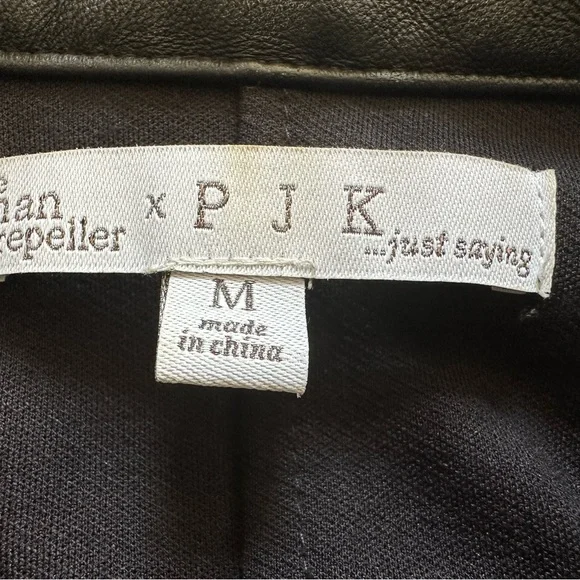 e
man
repeller x P J K
...just saying
M
made
in china